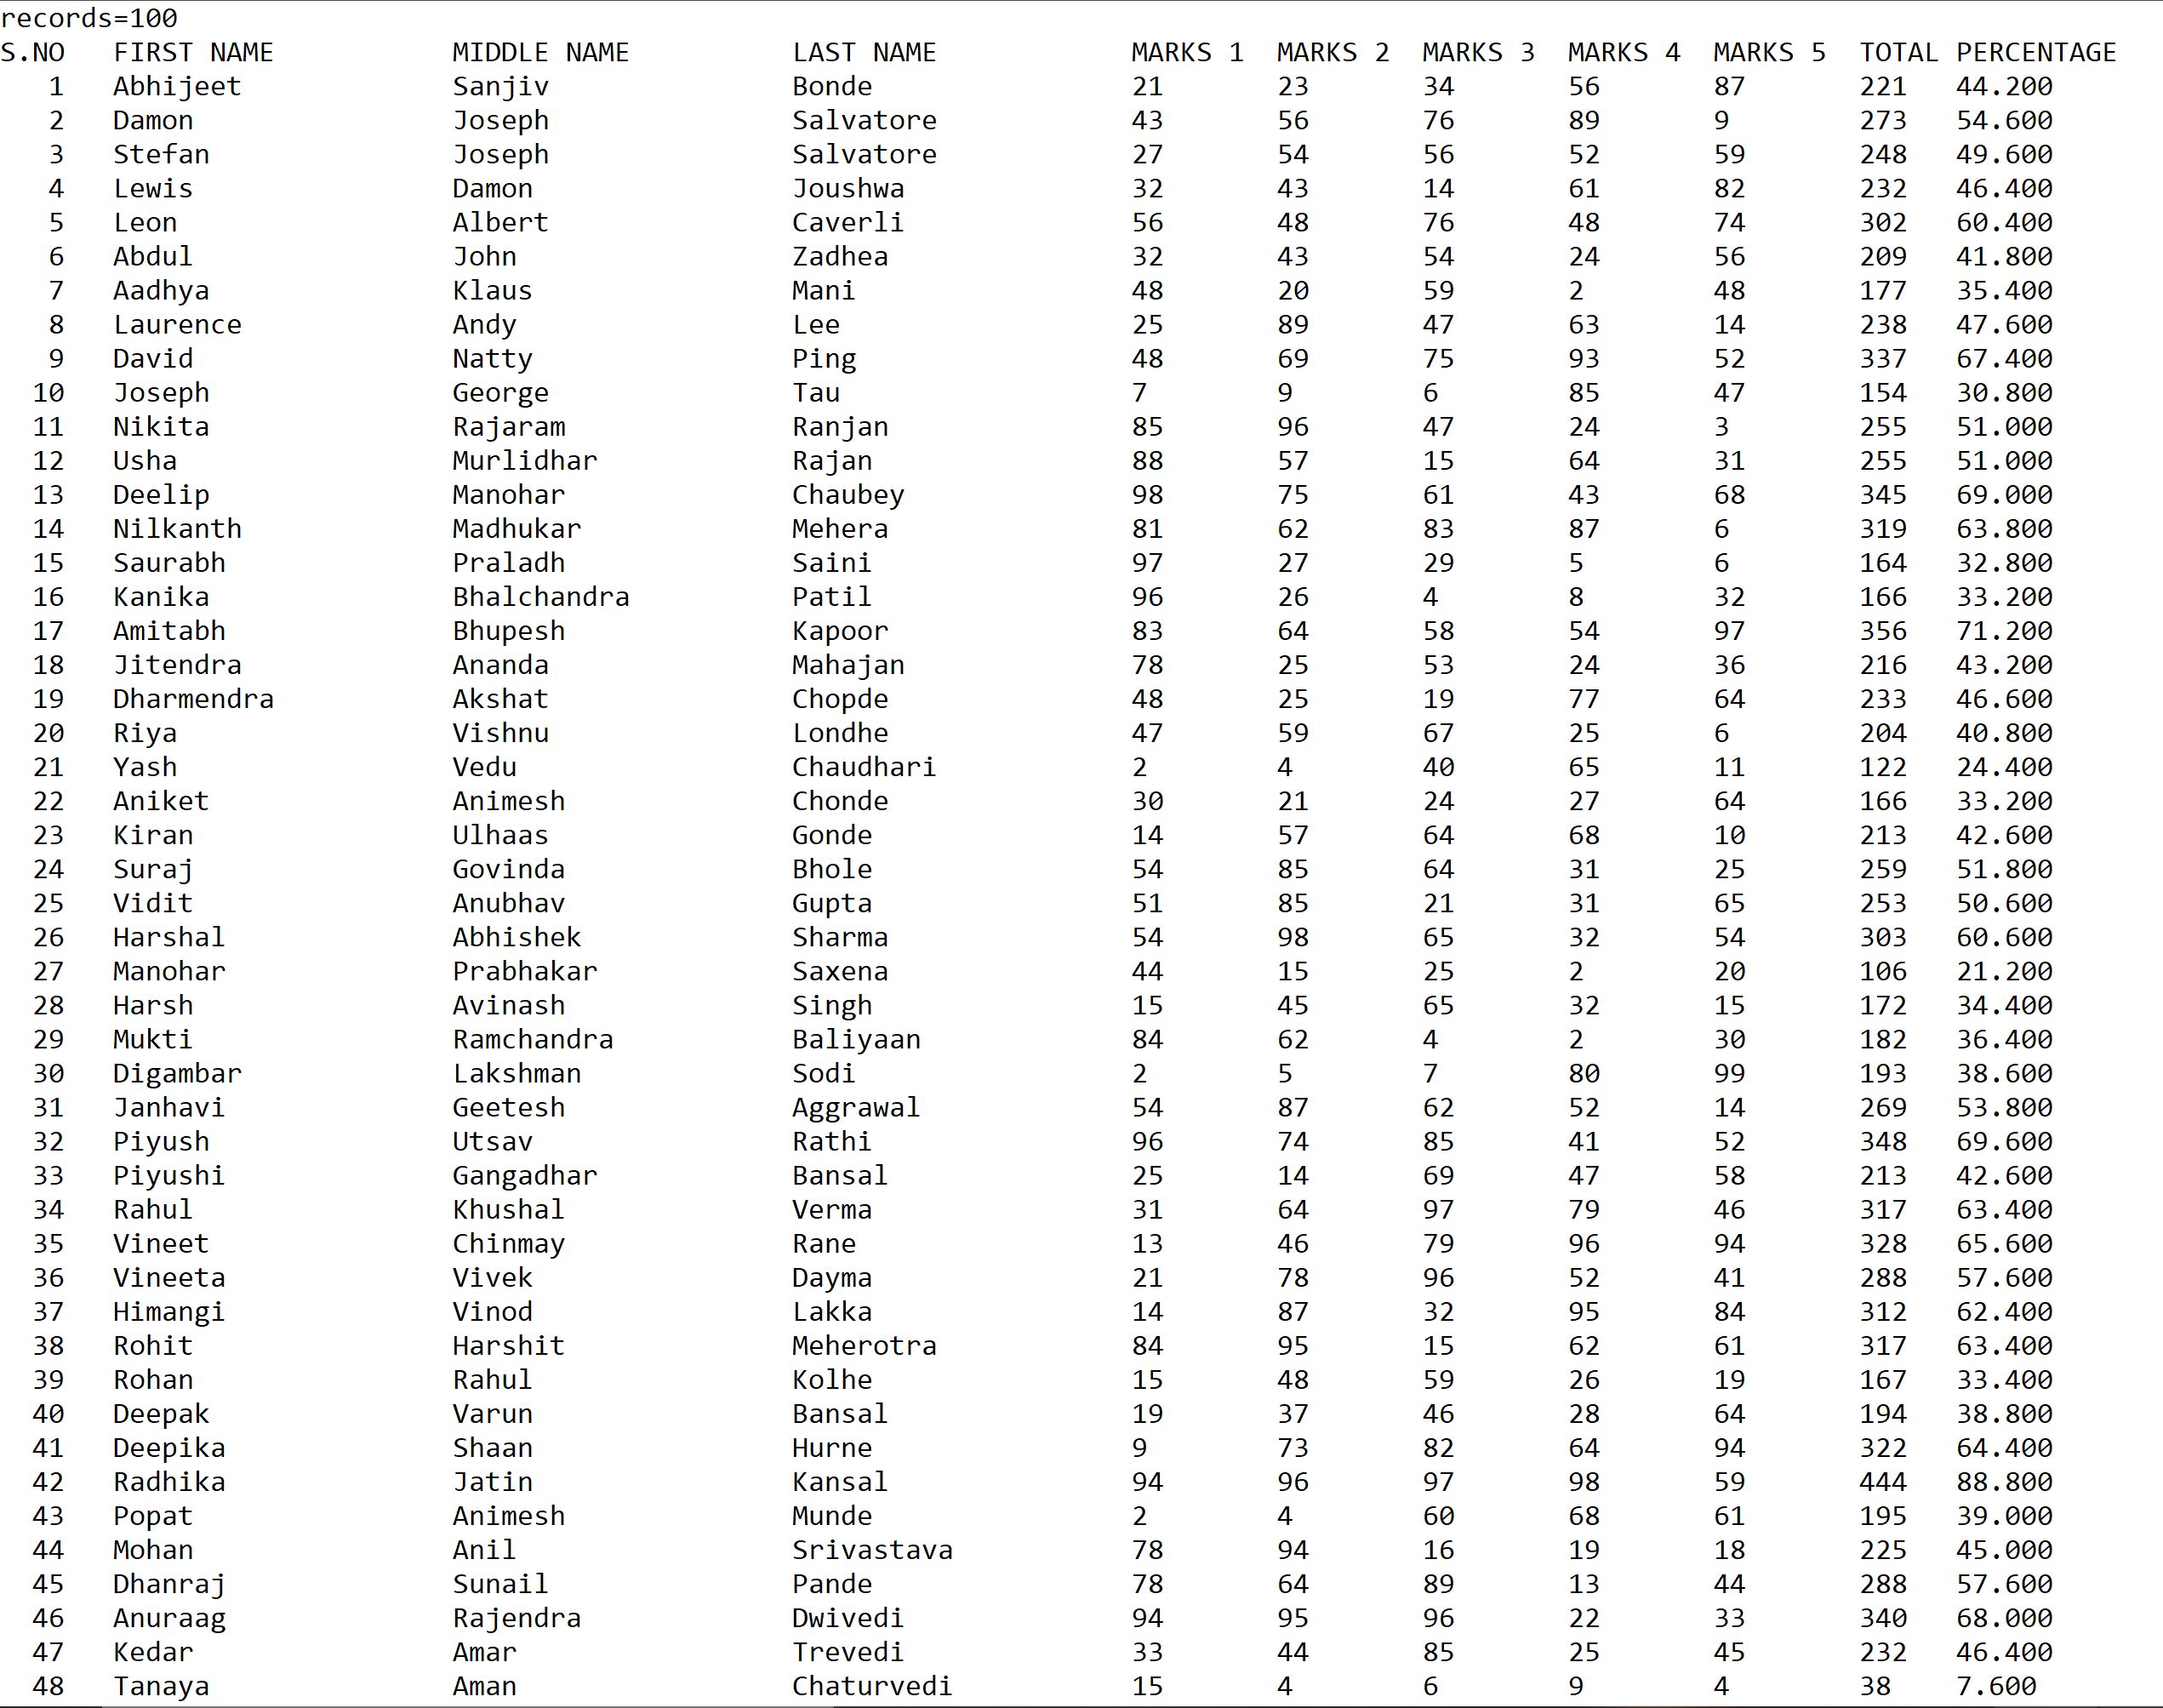 records=100
S.NO FIRST NAME MIDDLE NAME LAST NAME MARKS 1 MARKS 2 MARKS 3 MARKS 4 MARKS 5 TOTAL PERCENTAGE
1 Abhijeet Sanjiv Bonde 21 23 34 56 87 221 44.200
2 Damon Joseph Salvatore 43 56 76 89 9 273 54.600
3 Stefan Joseph Salvatore 27 54 56 52 59 248 49.600
4 Lewis Damon Joushwa 32 43 14 61 82 232 46.400
5 Leon Albert Caverli 56 48 76 48 74 302 60.400
6 Abdul John Zadhea 32 43 54 24 56 209 41.800
7 Aadhya Klaus Mani 48 20 59 2 48 177 35.400
8 Laurence Andy Lee 25 89 47 63 14 238 47.600
9 David Natty Ping 48 69 75 93 52 337 67.400
10 Joseph George Tau 7 9 6 85 47 154 30.800
11 Nikita Rajaram Ranjan 85 96 47 24 3 255 51.000
12 Usha Murlidhar Rajan 88 57 15 64 31 255 51.000
13 Deelip Manohar Chaubey 98 75 61 43 68 345 69.000
14 Nilkanth Madhukar Mehera 81 62 83 87 6 319 63.800
15 Saurabh Praladh Saini 97 27 29 5 6 164 32.800
16 Kanika Bhalchandra Patil 96 26 4 8 32 166 33.200
17 Amitabh Bhupesh Kapoor 83 64 58 54 97 356 71.200
18 Jitendra Ananda Mahajan 78 25 53 24 36 216 43.200
19 Dharmendra Akshat Chopde 48 25 19 77 64 233 46.600
20 Riya Vishnu Londhe 47 59 67 25 6 204 40.800
21 Yash Vedu Chaudhari 2 4 40 65 11 122 24.400
22 Aniket Animesh Chonde 30 21 24 27 64 166 33.200
23 Kiran Ulhaas Gonde 14 57 64 68 10 213 42.600
24 Suraj Govinda Bhole 54 85 64 31 25 259 51.800
25 Vidit Anubhav Gupta 51 85 21 31 65 253 50.600
26 Harshal Abhishek Sharma 54 98 65 32 54 303 60.600
27 Manohar Prabhakar Saxena 44 15 25 2 20 106 21.200
28 Harsh Avinash Singh 15 45 65 32 15 172 34.400
29 Mukti Ramchandra Baliyaan 84 62 4 2 30 182 36.400
30 Digambar Lakshman Sodi 2 5 7 80 99 193 38.600
31 Janhavi Geetesh Aggrawal 54 87 62 52 14 269 53.800
32 Piyush Utsav Rathi 96 74 85 41 52 348 69.600
33 Piyushi Gangadhar Bansal 25 14 69 47 58 213 42.600
34 Rahul Khushal Verma 31 64 97 79 46 317 63.400
35 Vineet Chinmay Rane 13 46 79 96 94 328 65.600
36 Vineeta Vivek Dayma 21 78 96 52 41 288 57.600
37 Himangi Vinod Lakka 14 87 32 95 84 312 62.400
38 Rohit Harshit Meherotra 84 95 15 62 61 317 63.400
39 Rohan Rahul Kolhe 15 48 59 26 19 167 33.400
40 Deepak Varun Bansal 19 37 46 28 64 194 38.800
41 Deepika Shaan Hurne 9 73 82 64 94 322 64.400
42 Radhika Jatin Kansal 94 96 97 98 59 444 88.800
43 Popat Animesh Munde 2 4 60 68 61 195 39.000
44 Mohan Anil Srivastava 78 94 16 19 18 225 45.000
45 Dhanraj Sunail Pande 78 64 89 13 44 288 57.600
46 Anuraag Rajendra Dwivedi 94 95 96 22 33 340 68.000
47 Kedar Amar Trevedi 33 44 85 25 45 232 46.400
48 Tanaya Aman Chaturvedi 15 4 6 9 4 38 7.600